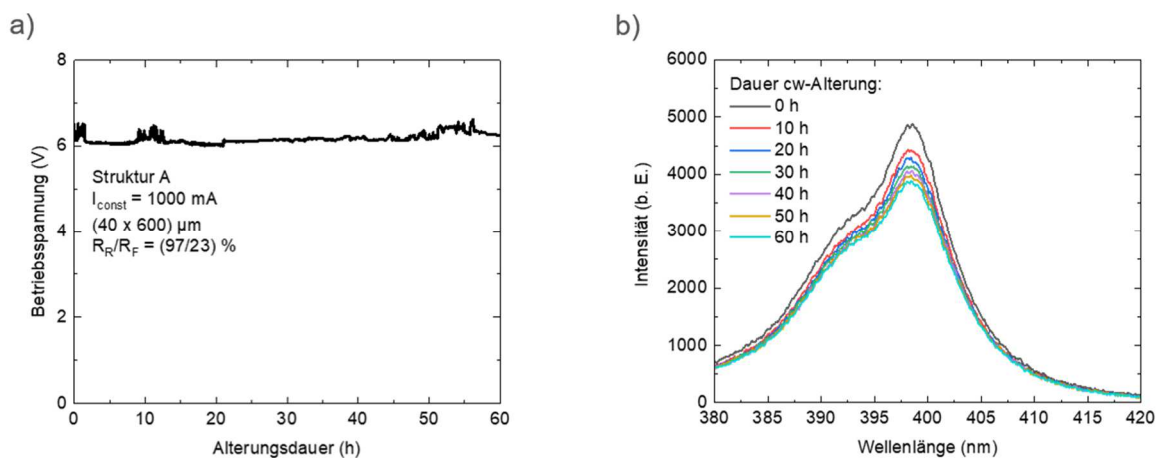 a)
8
6
4
2
0
Betriebsspannung (V)
Struktur A
I_const = 1000 mA
(40 x 600) µm
R_R/R_F = (97/23) %
0 10 20 30 40 50 60
Alterungsdauer (h)
b)
6000
5000
4000
3000
2000
1000
0
Intensität (b. E.)
Dauer cw-Alterung:
0 h
10 h
20 h
30 h
40 h
50 h
60 h
380 385 390 395 400 405 410 415 420
Wellenlänge (nm)